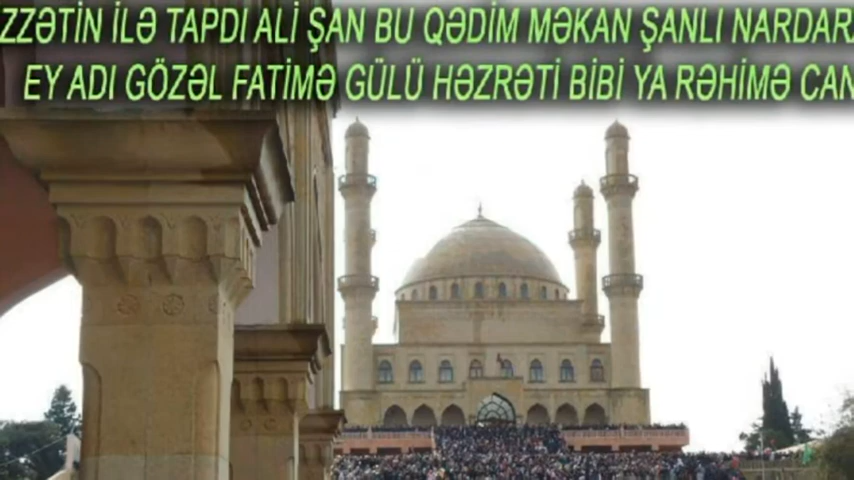 ZZƏTİN İLƏ TAPDI ALİ ŞAN BU QƏDİM MƏKAN ŞANLI NARDARA
EY ADI GÖZƏL FATİMƏ GÜLÜ HƏZRƏTİ BİBİ YA RƏHİMƏ CAN